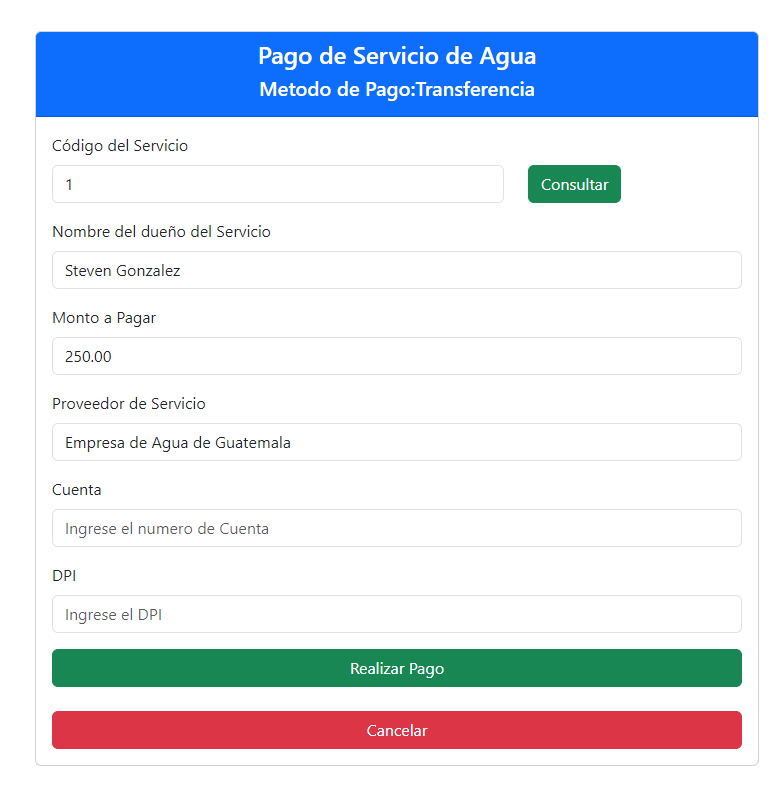 Pago de Servicio de Agua
Metodo de Pago:Transferencia
Código del Servicio
1
Consultar
Nombre del dueño del Servicio
Steven Gonzalez
Monto a Pagar
250.00
Proveedor de Servicio
Empresa de Agua de Guatemala
Cuenta
Ingrese el numero de Cuenta
DPI
Ingrese el DPI
Realizar Pago
Cancelar